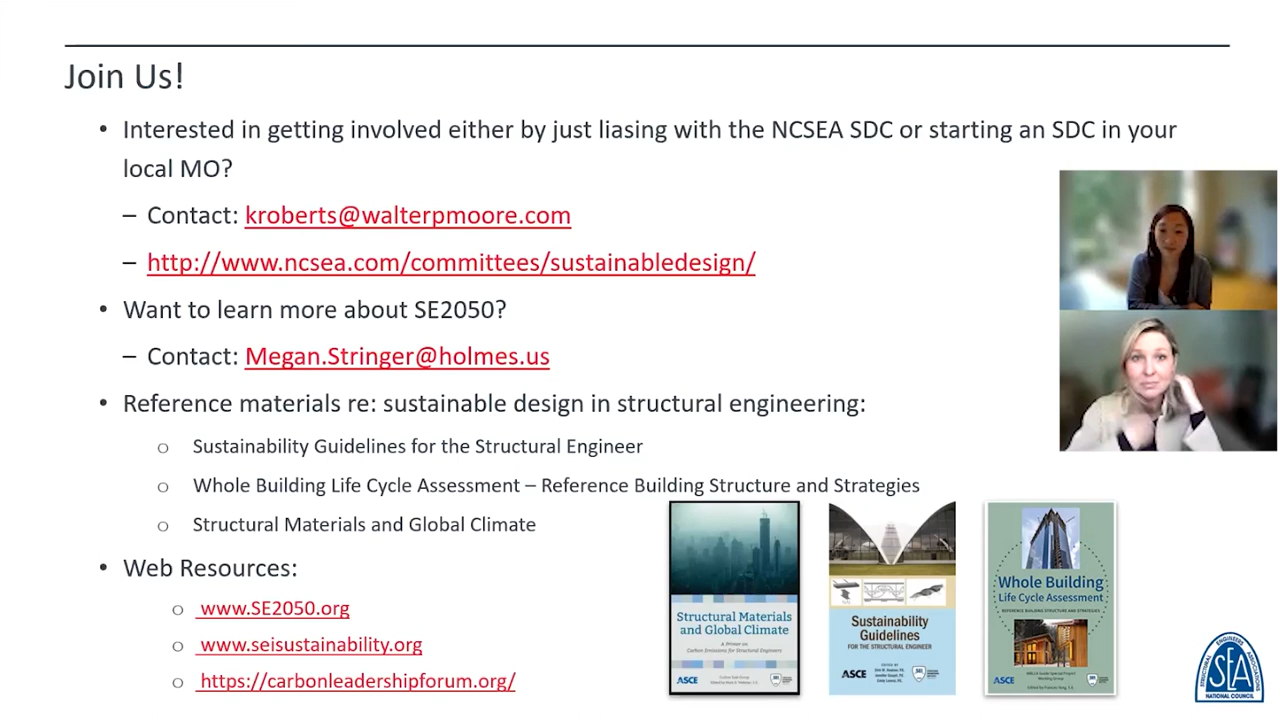 Join Us!
• Interested in getting involved either by just liasing with the NCSEA SDC or starting an SDC in your
local MO?
– Contact: kroberts@walterpmoore.com
– http://www.ncsea.com/committees/sustainabledesign/
• Want to learn more about SE2050?
– Contact: Megan.Stringer@holmes.us
• Reference materials re: sustainable design in structural engineering:
o Sustainability Guidelines for the Structural Engineer
o Whole Building Life Cycle Assessment – Reference Building Structure and Strategies
o Structural Materials and Global Climate
• Web Resources:
o www.SE2050.org
o www.seisustainability.org
o https://carbonleadershipforum.org/
Structural Materials
and Global Climate
A Primer on
Carbon Emissions for Structural Engineers
ASCE
Sustainability
Guidelines
FOR THE STRUCTURAL ENGINEER
EDITED BY
ASCE
Whole Building
Life Cycle Assessment
REFERENCE BUILDING STRUCTURE AND STRATEGIES
ASCE
STRUCTURAL ENGINEERS ASSOCIATIONS
SEA
NATIONAL COUNCIL